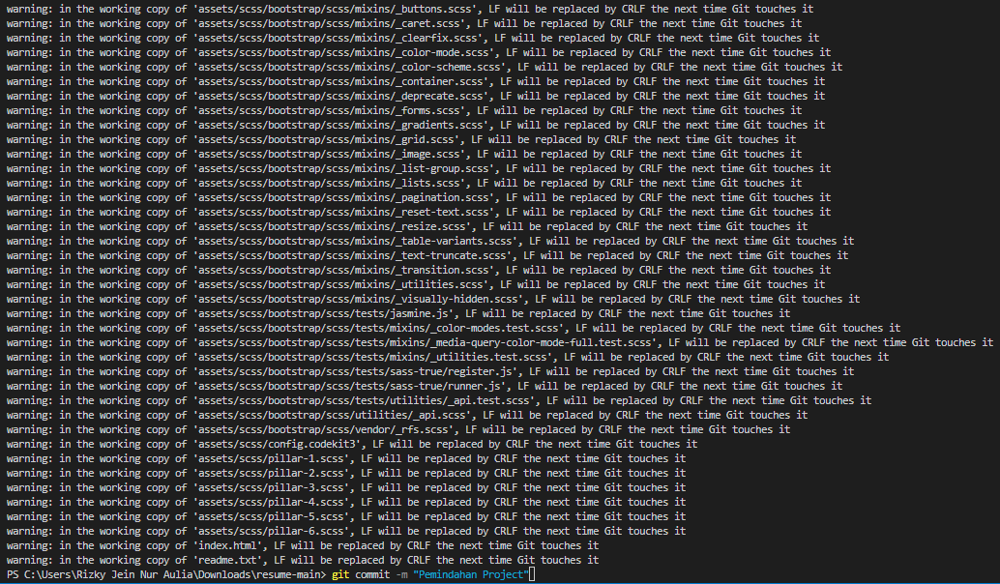 warning: in the working copy of 'assets/scss/bootstrap/scss/mixins/_buttons.scss', LF will be replaced by CRLF the next time Git touches it
warning: in the working copy of 'assets/scss/bootstrap/scss/mixins/_caret.scss', LF will be replaced by CRLF the next time Git touches it
warning: in the working copy of 'assets/scss/bootstrap/scss/mixins/_clearfix.scss', LF will be replaced by CRLF the next time Git touches it
warning: in the working copy of 'assets/scss/bootstrap/scss/mixins/_color-mode.scss', LF will be replaced by CRLF the next time Git touches it
warning: in the working copy of 'assets/scss/bootstrap/scss/mixins/_color-scheme.scss', LF will be replaced by CRLF the next time Git touches it
warning: in the working copy of 'assets/scss/bootstrap/scss/mixins/_container.scss', LF will be replaced by CRLF the next time Git touches it
warning: in the working copy of 'assets/scss/bootstrap/scss/mixins/_deprecate.scss', LF will be replaced by CRLF the next time Git touches it
warning: in the working copy of 'assets/scss/bootstrap/scss/mixins/_forms.scss', LF will be replaced by CRLF the next time Git touches it
warning: in the working copy of 'assets/scss/bootstrap/scss/mixins/_gradients.scss', LF will be replaced by CRLF the next time Git touches it
warning: in the working copy of 'assets/scss/bootstrap/scss/mixins/_grid.scss', LF will be replaced by CRLF the next time Git touches it
warning: in the working copy of 'assets/scss/bootstrap/scss/mixins/_image.scss', LF will be replaced by CRLF the next time Git touches it
warning: in the working copy of 'assets/scss/bootstrap/scss/mixins/_list-group.scss', LF will be replaced by CRLF the next time Git touches it
warning: in the working copy of 'assets/scss/bootstrap/scss/mixins/_lists.scss', LF will be replaced by CRLF the next time Git touches it
warning: in the working copy of 'assets/scss/bootstrap/scss/mixins/_pagination.scss', LF will be replaced by CRLF the next time Git touches it
warning: in the working copy of 'assets/scss/bootstrap/scss/mixins/_reset-text.scss', LF will be replaced by CRLF the next time Git touches it
warning: in the working copy of 'assets/scss/bootstrap/scss/mixins/_resize.scss', LF will be replaced by CRLF the next time Git touches it
warning: in the working copy of 'assets/scss/bootstrap/scss/mixins/_table-variants.scss', LF will be replaced by CRLF the next time Git touches it
warning: in the working copy of 'assets/scss/bootstrap/scss/mixins/_text-truncate.scss', LF will be replaced by CRLF the next time Git touches it
warning: in the working copy of 'assets/scss/bootstrap/scss/mixins/_transition.scss', LF will be replaced by CRLF the next time Git touches it
warning: in the working copy of 'assets/scss/bootstrap/scss/mixins/_utilities.scss', LF will be replaced by CRLF the next time Git touches it
warning: in the working copy of 'assets/scss/bootstrap/scss/mixins/_visually-hidden.scss', LF will be replaced by CRLF the next time Git touches it
warning: in the working copy of 'assets/scss/bootstrap/scss/tests/jasmine.js', LF will be replaced by CRLF the next time Git touches it
warning: in the working copy of 'assets/scss/bootstrap/scss/tests/mixins/_color-modes.test.scss', LF will be replaced by CRLF the next time Git touches it
warning: in the working copy of 'assets/scss/bootstrap/scss/tests/mixins/_media-query-color-mode-full.test.scss', LF will be replaced by CRLF the next time Git touches it
warning: in the working copy of 'assets/scss/bootstrap/scss/tests/mixins/_utilities.test.scss', LF will be replaced by CRLF the next time Git touches it
warning: in the working copy of 'assets/scss/bootstrap/scss/tests/sass-true/register.js', LF will be replaced by CRLF the next time Git touches it
warning: in the working copy of 'assets/scss/bootstrap/scss/tests/sass-true/runner.js', LF will be replaced by CRLF the next time Git touches it
warning: in the working copy of 'assets/scss/bootstrap/scss/tests/utilities/_api.test.scss', LF will be replaced by CRLF the next time Git touches it
warning: in the working copy of 'assets/scss/bootstrap/scss/utilities/_api.scss', LF will be replaced by CRLF the next time Git touches it
warning: in the working copy of 'assets/scss/bootstrap/scss/vendor/_rfs.scss', LF will be replaced by CRLF the next time Git touches it
warning: in the working copy of 'assets/scss/config.codekit3', LF will be replaced by CRLF the next time Git touches it
warning: in the working copy of 'assets/scss/pillar-1.scss', LF will be replaced by CRLF the next time Git touches it
warning: in the working copy of 'assets/scss/pillar-2.scss', LF will be replaced by CRLF the next time Git touches it
warning: in the working copy of 'assets/scss/pillar-3.scss', LF will be replaced by CRLF the next time Git touches it
warning: in the working copy of 'assets/scss/pillar-4.scss', LF will be replaced by CRLF the next time Git touches it
warning: in the working copy of 'assets/scss/pillar-5.scss', LF will be replaced by CRLF the next time Git touches it
warning: in the working copy of 'assets/scss/pillar-6.scss', LF will be replaced by CRLF the next time Git touches it
warning: in the working copy of 'index.html', LF will be replaced by CRLF the next time Git touches it
warning: in the working copy of 'readme.txt', LF will be replaced by CRLF the next time Git touches it
PS C:\Users\Rizky Jein Nur Aulia\Downloads\resume-main> git commit -m "Pemindahan Project"